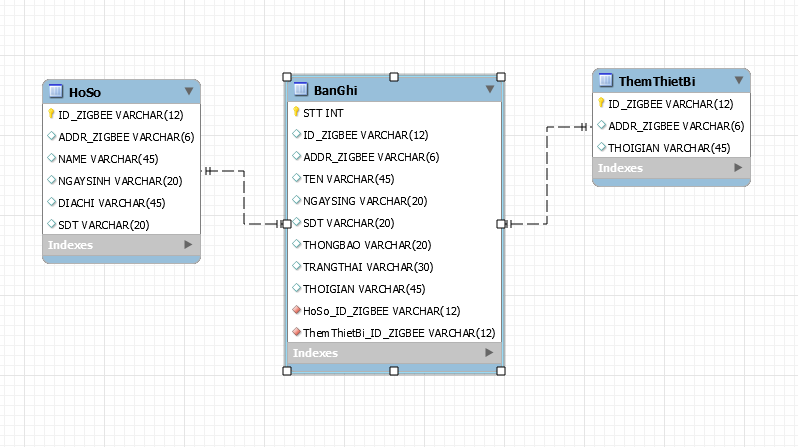 HoSo
ID_ZIGBEE VARCHAR(12)
ADDR_ZIGBEE VARCHAR(6)
NAME VARCHAR(45)
NGAYSINH VARCHAR(20)
DIACHI VARCHAR(45)
SDT VARCHAR(20)
Indexes
BanGhi
STT INT
ID_ZIGBEE VARCHAR(12)
ADDR_ZIGBEE VARCHAR(6)
TEN VARCHAR(45)
NGAYSING VARCHAR(20)
SDT VARCHAR(20)
THONGBAO VARCHAR(20)
TRANGTHAI VARCHAR(30)
THOIGIAN VARCHAR(45)
HoSo_ID_ZIGBEE VARCHAR(12)
ThemThietBi_ID_ZIGBEE VARCHAR(12)
Indexes
ThemThietBi
ID_ZIGBEE VARCHAR(12)
ADDR_ZIGBEE VARCHAR(6)
THOIGIAN VARCHAR(45)
Indexes